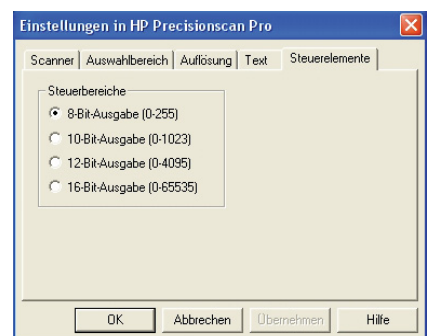 Einstellungen in HP Precisionscan Pro
Scanner Auswahlbereich Auflösung Text Steuerelemente
Steuerbereiche
8-Bit-Ausgabe (0-255)
10-Bit-Ausgabe (0-1023)
12-Bit-Ausgabe (0-4095)
16-Bit-Ausgabe (0-65535)
OK Abbrechen Übernehmen Hilfe